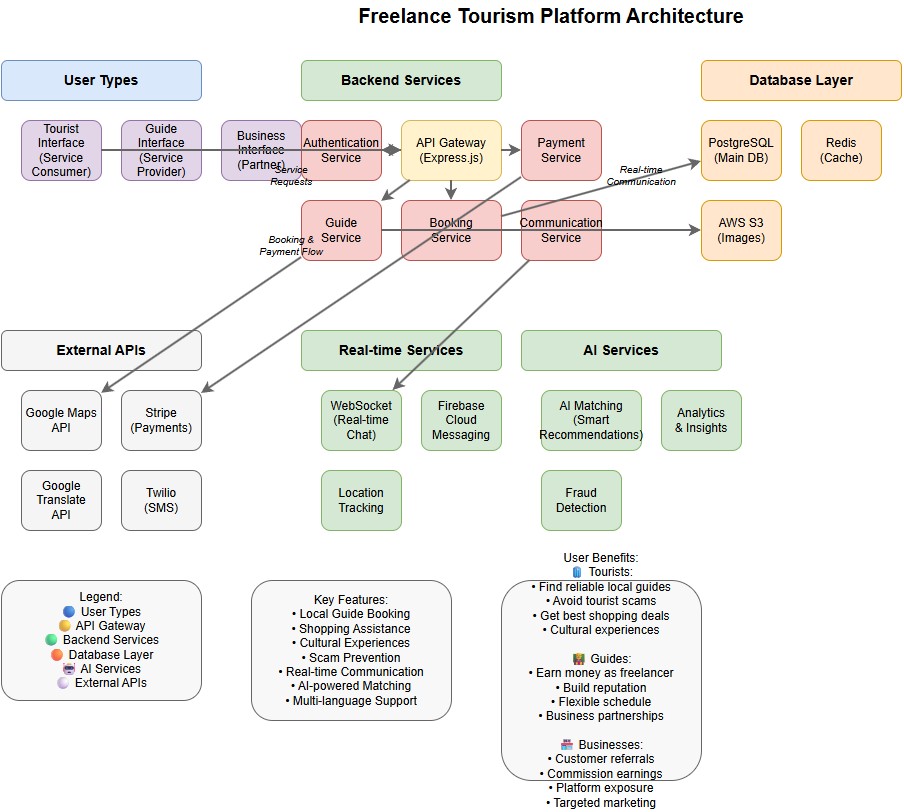 Freelance Tourism Platform Architecture
User Types
Backend Services
Database Layer
Tourist
Interface
(Service
Consumer)
Guide
Interface
(Service
Provider)
Business
Interface
(Partner)
Authentication
Service
API Gateway
(Express.js)
Payment
Service
PostgreSQL
(Main DB)
Redis
(Cache)
Service
Requests
Real-time
Communication
Guide
Service
Booking
Service
Communication
Service
AWS S3
(Images)
Booking &
Payment Flow
External APIs
Real-time Services
AI Services
Google Maps
API
Stripe
(Payments)
WebSocket
(Real-time
Chat)
Firebase
Cloud
Messaging
AI Matching
(Smart
Recommendations)
Analytics
& Insights
Google
Translate
API
Twilio
(SMS)
Location
Tracking
Fraud
Detection
Legend:
User Types
API Gateway
Backend Services
Database Layer
AI Services
External APIs
Key Features:
• Local Guide Booking
• Shopping Assistance
• Cultural Experiences
• Scam Prevention
• Real-time Communication
• AI-powered Matching
• Multi-language Support
User Benefits:
Tourists:
• Find reliable local guides
• Avoid tourist scams
• Get best shopping deals
• Cultural experiences
Guides:
• Earn money as freelancer
• Build reputation
• Flexible schedule
• Business partnerships
Businesses:
• Customer referrals
• Commission earnings
• Platform exposure
• Targeted marketing